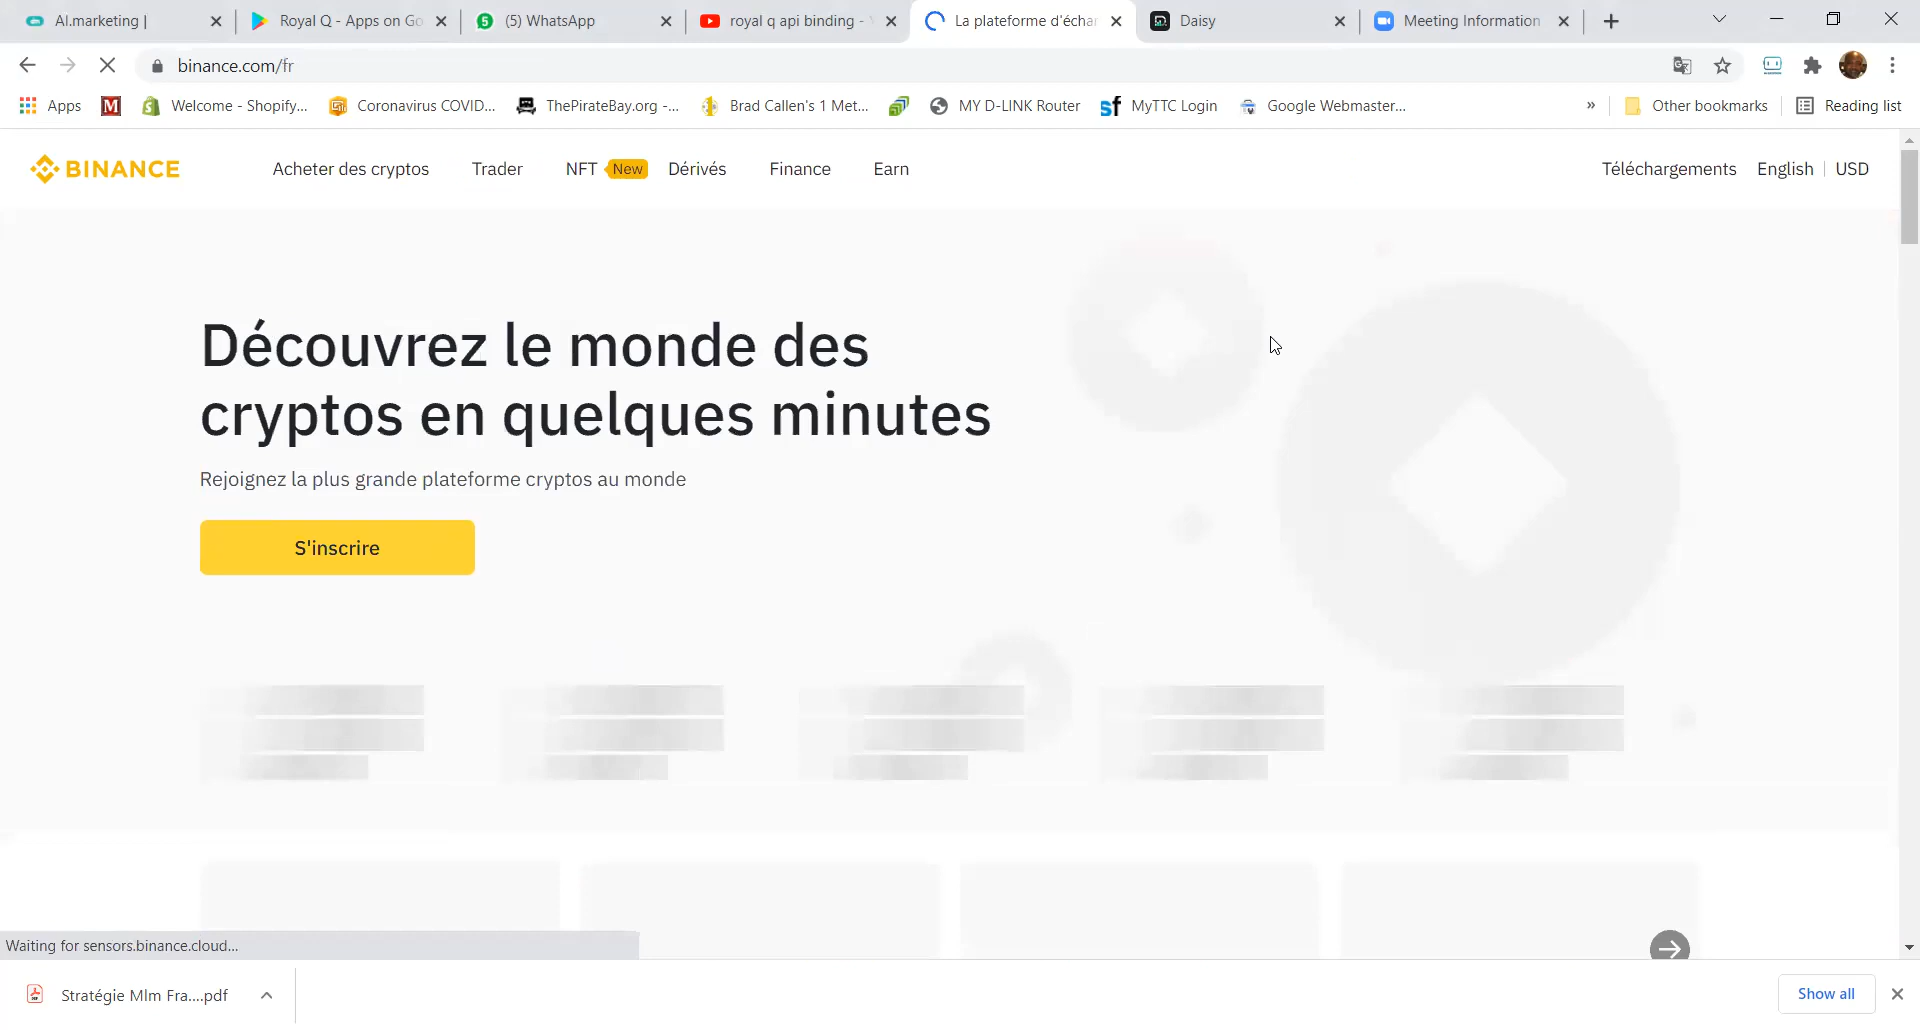 AI.marketing |
Royal Q - Apps on Go
(5) WhatsApp
royal q api binding -
La plateforme d'échan
Daisy
Meeting Information
binance.com/fr
Apps
Welcome - Shopify...
Coronavirus COVID...
ThePirateBay.org -...
Brad Callen's 1 Met...
MY D-LINK Router
MyTTC Login
Google Webmaster...
»
Other bookmarks
Reading list
BINANCE
Acheter des cryptos
Trader
NFT New
Dérivés
Finance
Earn
Téléchargements
English | USD
Découvrez le monde des
cryptos en quelques minutes
Rejoignez la plus grande plateforme cryptos au monde
S'inscrire
Waiting for sensors.binance.cloud...
Stratégie Mlm Fra....pdf
Show all